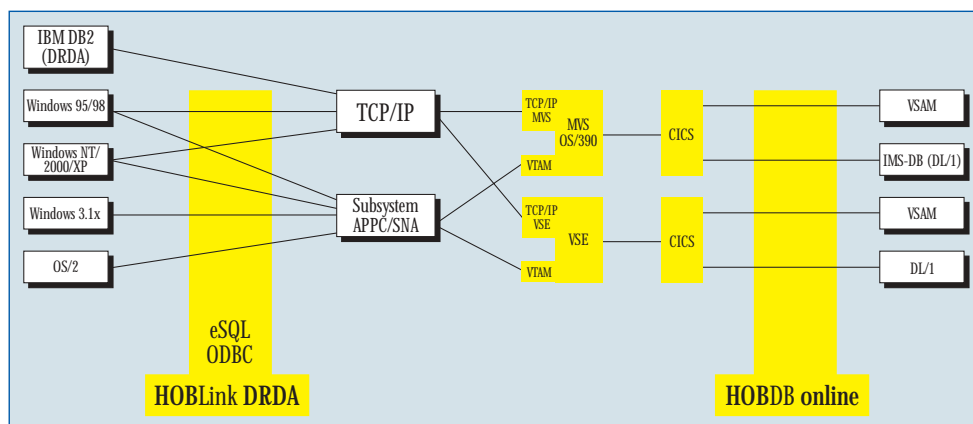 IBM DB2
(DRDA)
Windows 95/98
Windows NT/
2000/XP
Windows 3.1x
OS/2
eSQL
ODBC
HOBLink DRDA
TCP/IP
Subsystem
APPC/SNA
TCP/IP
MVS
MVS
OS/390
VTAM
TCP/IP
VSE
VSE
VTAM
CICS
CICS
HOBDB online
VSAM
IMS-DB (DL/1)
VSAM
DL/1